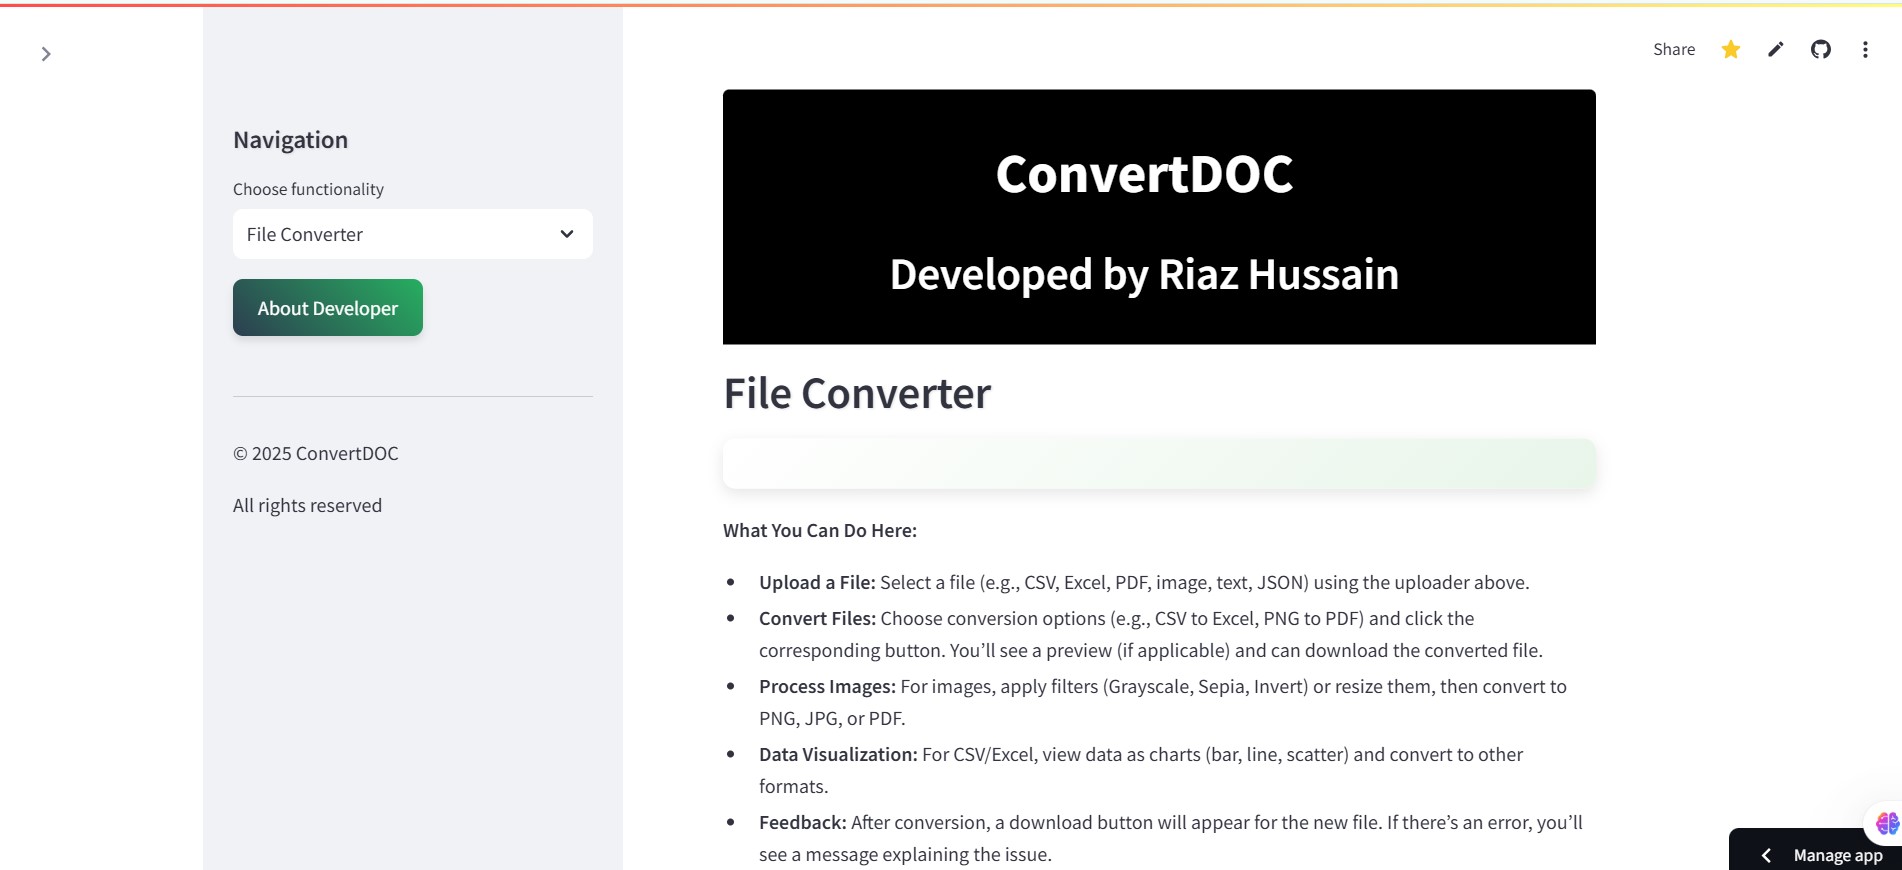 Share
Navigation
Choose functionality
File Converter
About Developer
© 2025 ConvertDOC
All rights reserved
ConvertDOC
Developed by Riaz Hussain
File Converter
What You Can Do Here:
Upload a File: Select a file (e.g., CSV, Excel, PDF, image, text, JSON) using the uploader above.
Convert Files: Choose conversion options (e.g., CSV to Excel, PNG to PDF) and click the
corresponding button. You’ll see a preview (if applicable) and can download the converted file.
Process Images: For images, apply filters (Grayscale, Sepia, Invert) or resize them, then convert to
PNG, JPG, or PDF.
Data Visualization: For CSV/Excel, view data as charts (bar, line, scatter) and convert to other
formats.
Feedback: After conversion, a download button will appear for the new file. If there’s an error, you’ll
see a message explaining the issue.
Manage app